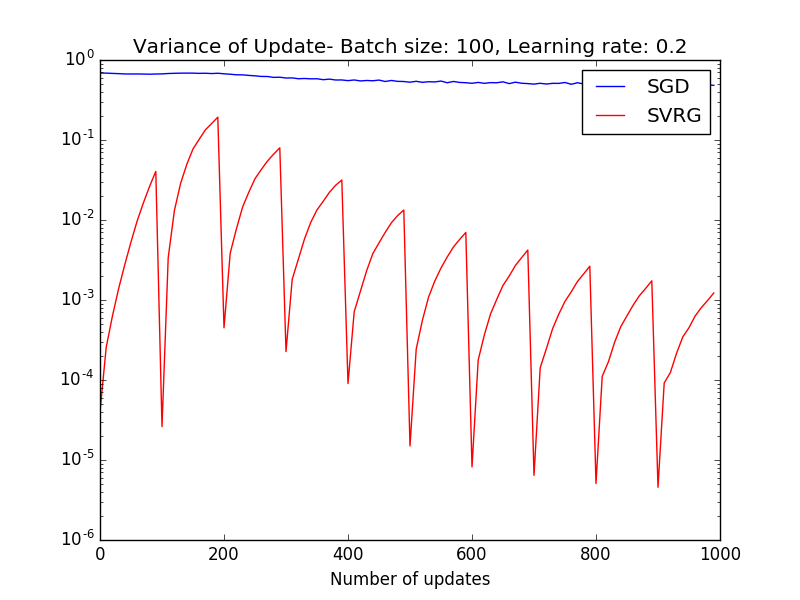 Variance of Update- Batch size: 100, Learning rate: 0.2
10^0
10^-1
10^-2
10^-3
10^-4
10^-5
10^-6
SGD
SVRG
0 200 400 600 800 1000
Number of updates